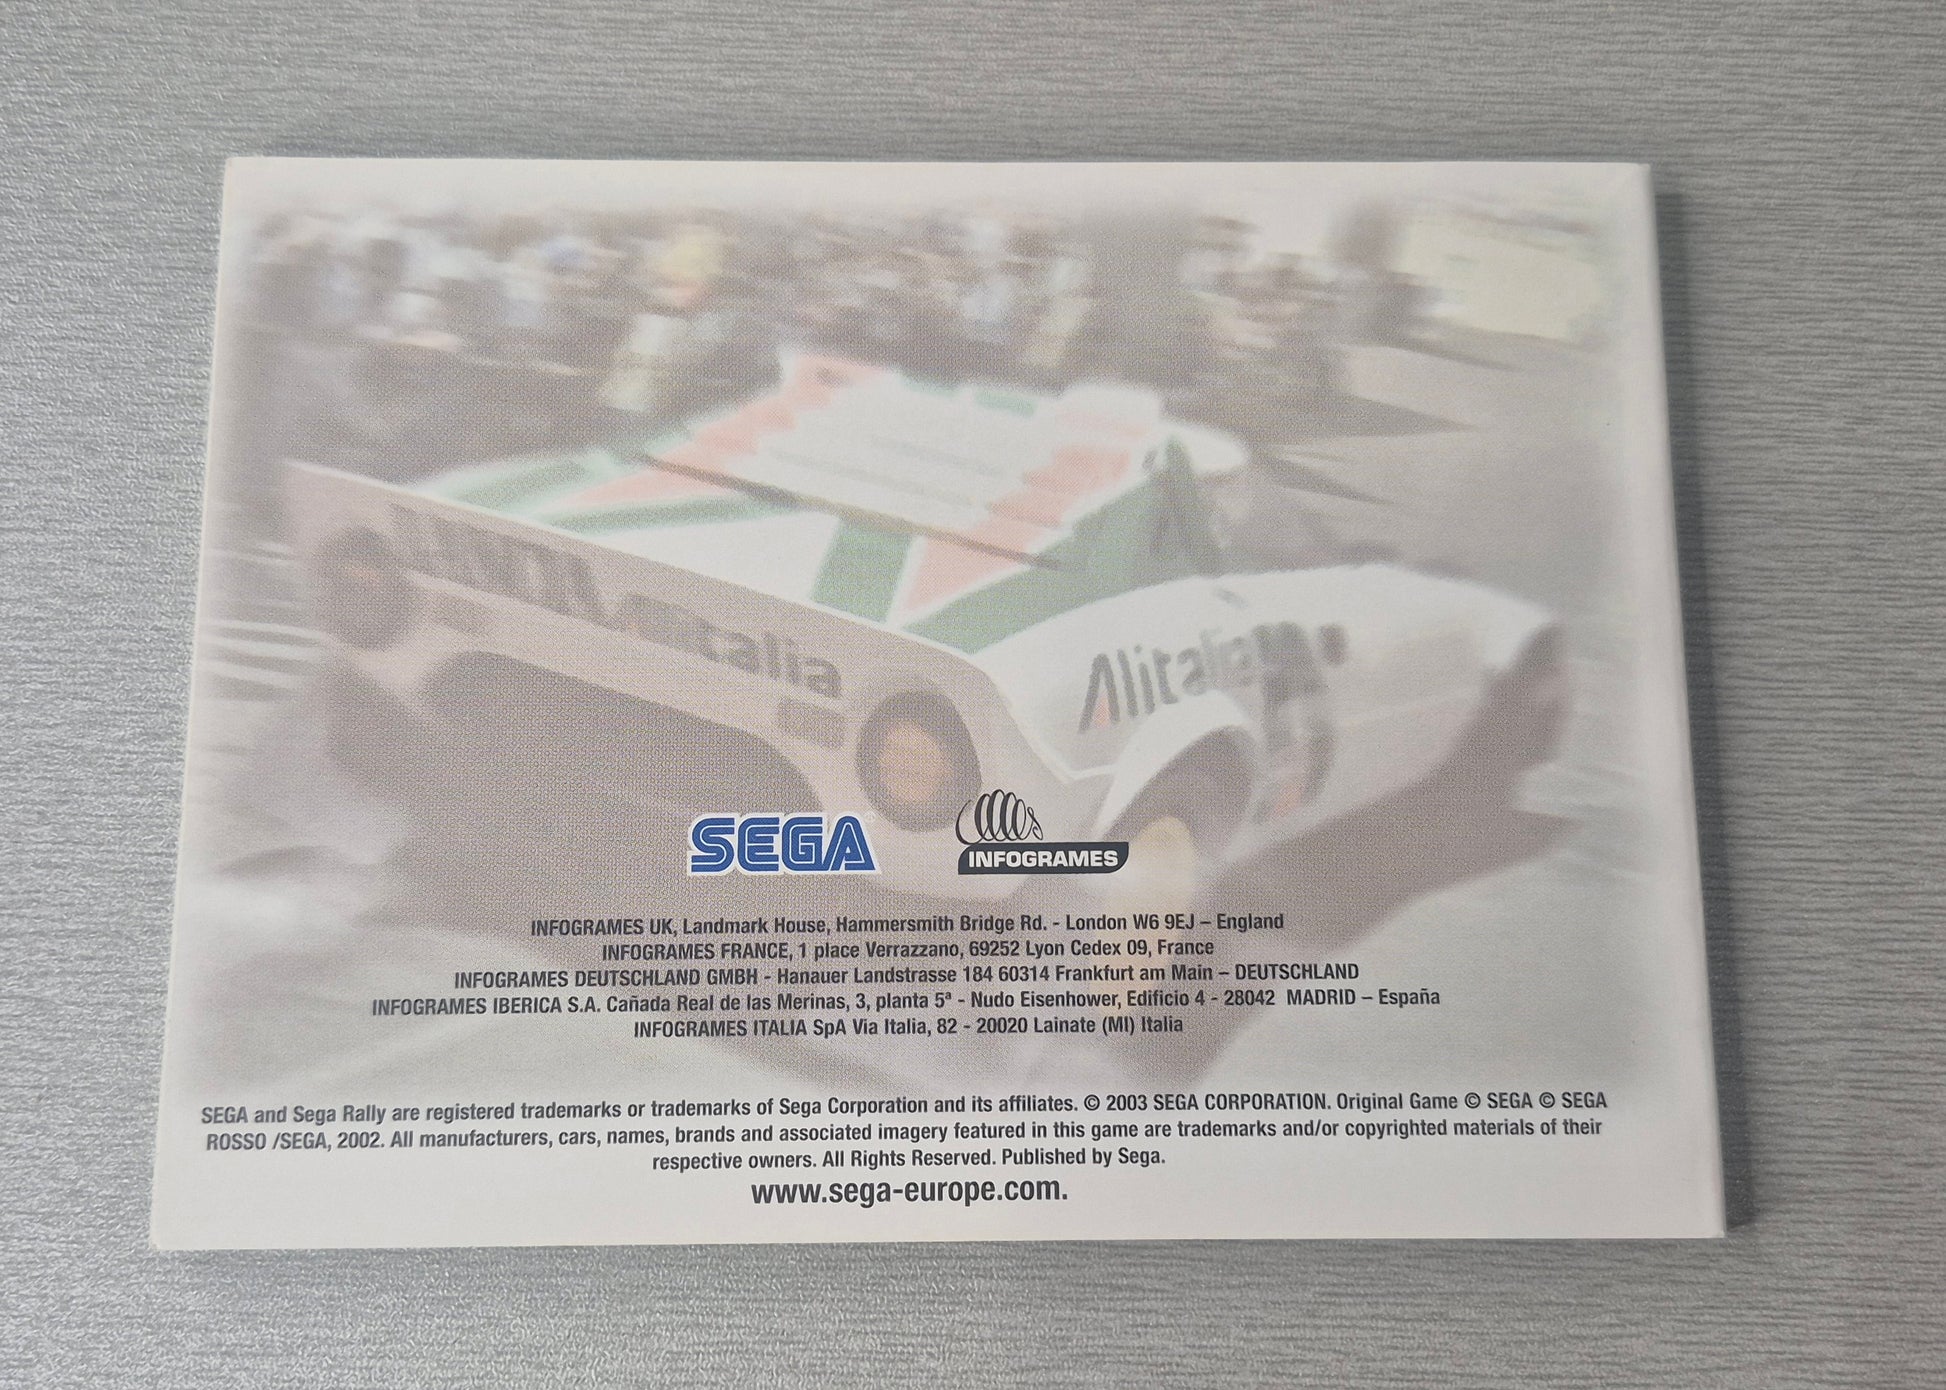 Alitalia
Alitalia
SEGA
INFOGRAMES
INFOGRAMES UK, Landmark House, Hammersmith Bridge Rd. - London W6 9EJ – England
INFOGRAMES FRANCE, 1 place Verrazzano, 69252 Lyon Cedex 09, France
INFOGRAMES DEUTSCHLAND GMBH - Hanauer Landstrasse 184 60314 Frankfurt am Main – DEUTSCHLAND
INFOGRAMES IBERICA S.A. Cañada Real de las Merinas, 3, planta 5ª - Nudo Eisenhower, Edificio 4 - 28042 MADRID – España
INFOGRAMES ITALIA SpA Via Italia, 82 - 20020 Lainate (MI) Italia
SEGA and Sega Rally are registered trademarks or trademarks of Sega Corporation and its affiliates. © 2003 SEGA CORPORATION. Original Game © SEGA © SEGA
ROSSO /SEGA, 2002. All manufacturers, cars, names, brands and associated imagery featured in this game are trademarks and/or copyrighted materials of their
respective owners. All Rights Reserved. Published by Sega.
www.sega-europe.com.